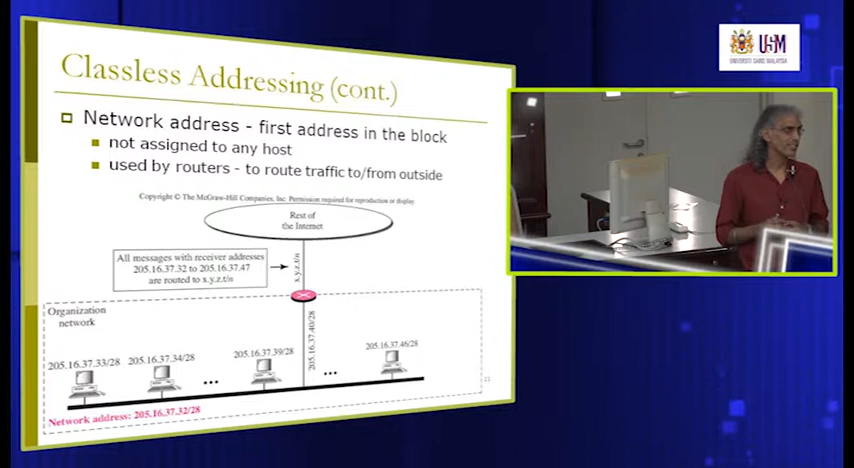 Classless Addressing (cont.)
Network address - first address in the block
not assigned to any host
used by routers - to route traffic to/from outside
Copyright © The McGraw-Hill Companies, Inc. Permission required for reproduction or display
Rest of
the Internet
All messages with receiver addresses
205.16.37.32 to 205.16.37.47
are routed to x.y.z.t/n
x.y.z.t/n
Organization
network
205.16.37.40/28
205.16.37.33/28
205.16.37.34/28
...
205.16.37.39/28
...
205.16.37.46/28
Network address: 205.16.37.32/28
11
USM
UNIVERSITI SAINS MALAYSIA